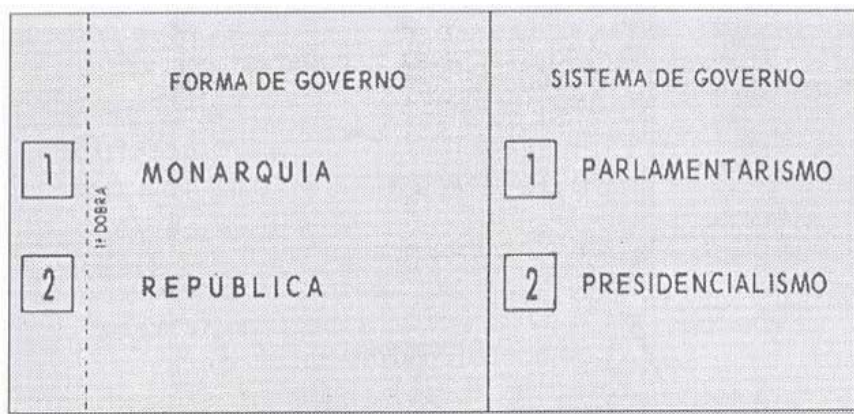 FORMA DE GOVERNO
1 MONARQUIA
2 REPÚBLICA
1ª DOBRA
SISTEMA DE GOVERNO
1 PARLAMENTARISMO
2 PRESIDENCIALISMO